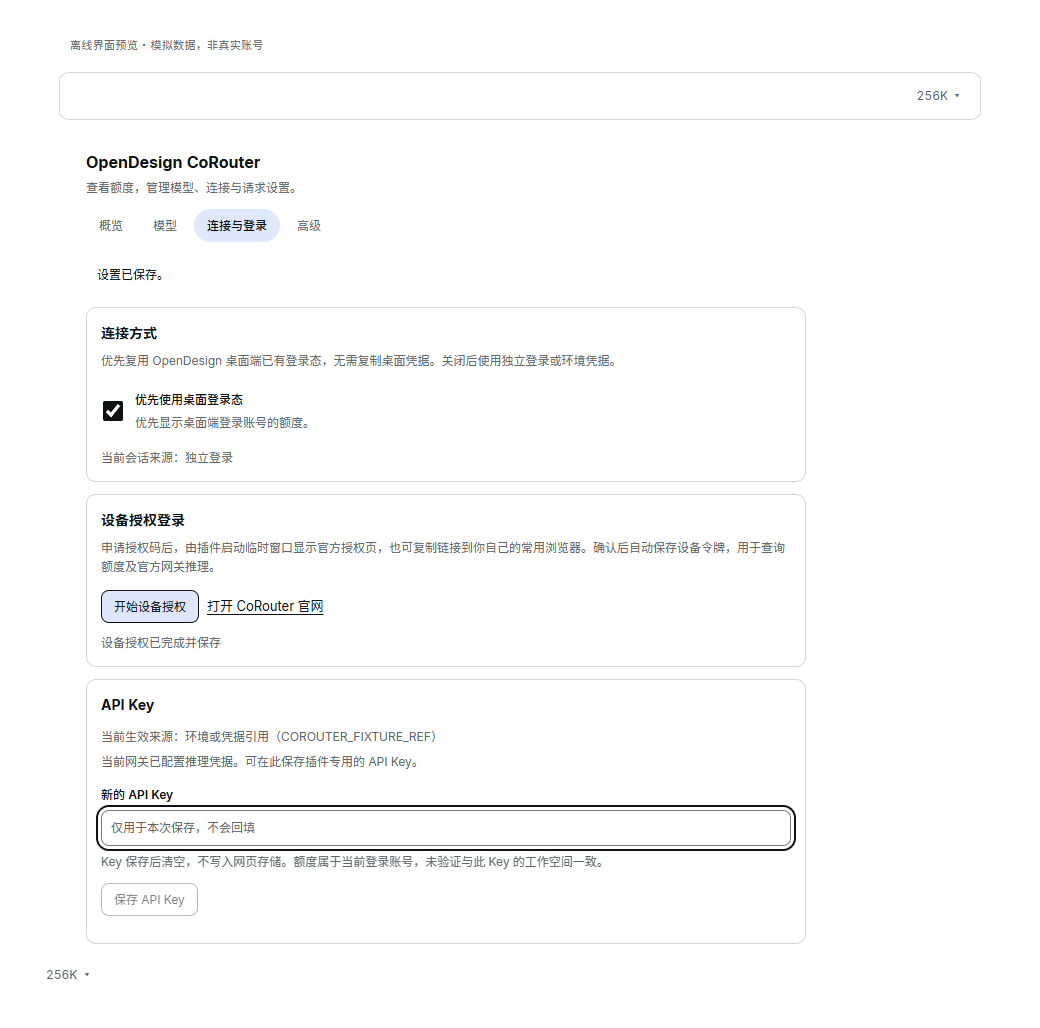 离线界面预览 · 模拟数据，非真实账号
256K
OpenDesign CoRouter
查看额度，管理模型、连接与请求设置。
概览 模型 连接与登录 高级
设置已保存。
连接方式
优先复用 OpenDesign 桌面端已有登录态，无需复制桌面凭据。关闭后使用独立登录或环境凭据。
优先使用桌面登录态
优先显示桌面端登录账号的额度。
当前会话来源：独立登录
设备授权登录
申请授权码后，由插件启动临时窗口显示官方授权页，也可复制链接到你自己的常用浏览器。确认后自动保存设备令牌，用于查询
额度及官方网关推理。
开始设备授权 打开 CoRouter 官网
设备授权已完成并保存
API Key
当前生效来源：环境或凭据引用（COROUTER_FIXTURE_REF）
当前网关已配置推理凭据。可在此保存插件专用的 API Key。
新的 API Key
仅用于本次保存，不会回填
Key 保存后清空，不写入网页存储。额度属于当前登录账号，未验证与此 Key 的工作空间一致。
保存 API Key
256K